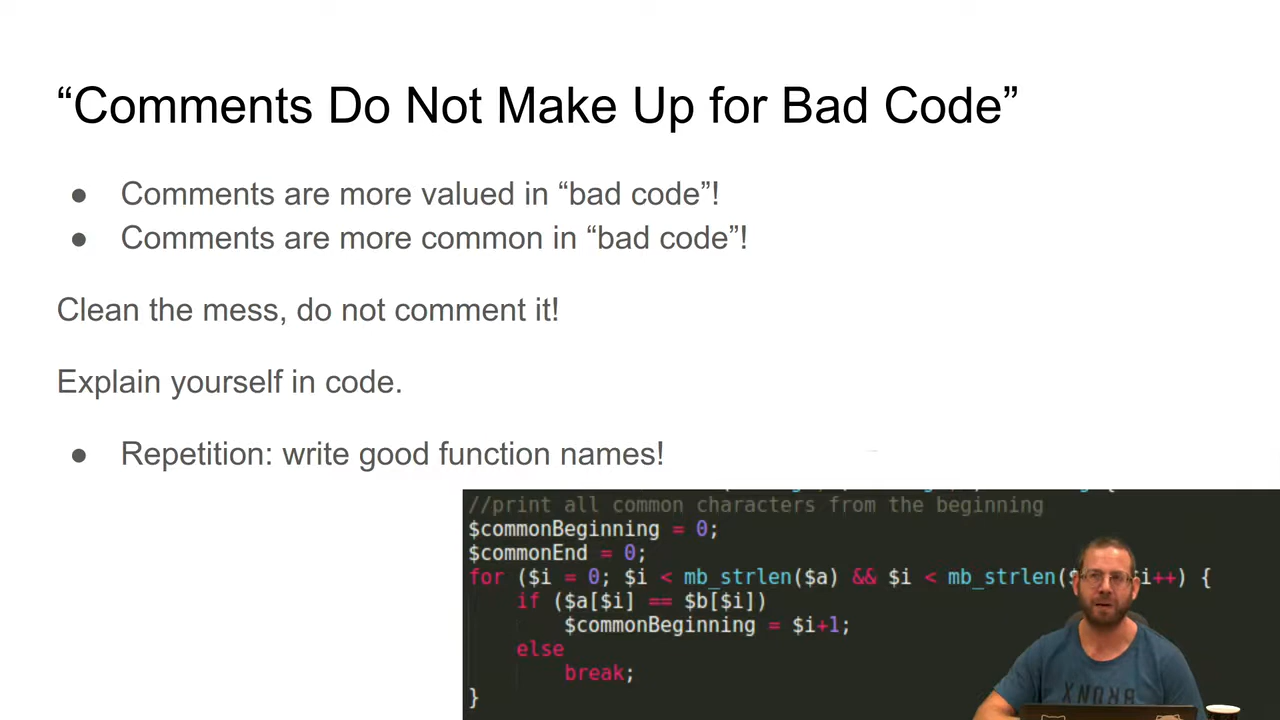 “Comments Do Not Make Up for Bad Code”
● Comments are more valued in “bad code”!
● Comments are more common in “bad code”!
Clean the mess, do not comment it!
Explain yourself in code.
● Repetition: write good function names!
//print all common characters from the beginning
$commonBeginning = 0;
$commonEnd = 0;
for ($i = 0; $i < mb_strlen($a) && $i < mb_strlen($ i++) {
if ($a[$i] == $b[$i])
$commonBeginning = $i+1;
else
break;
}
BRONX